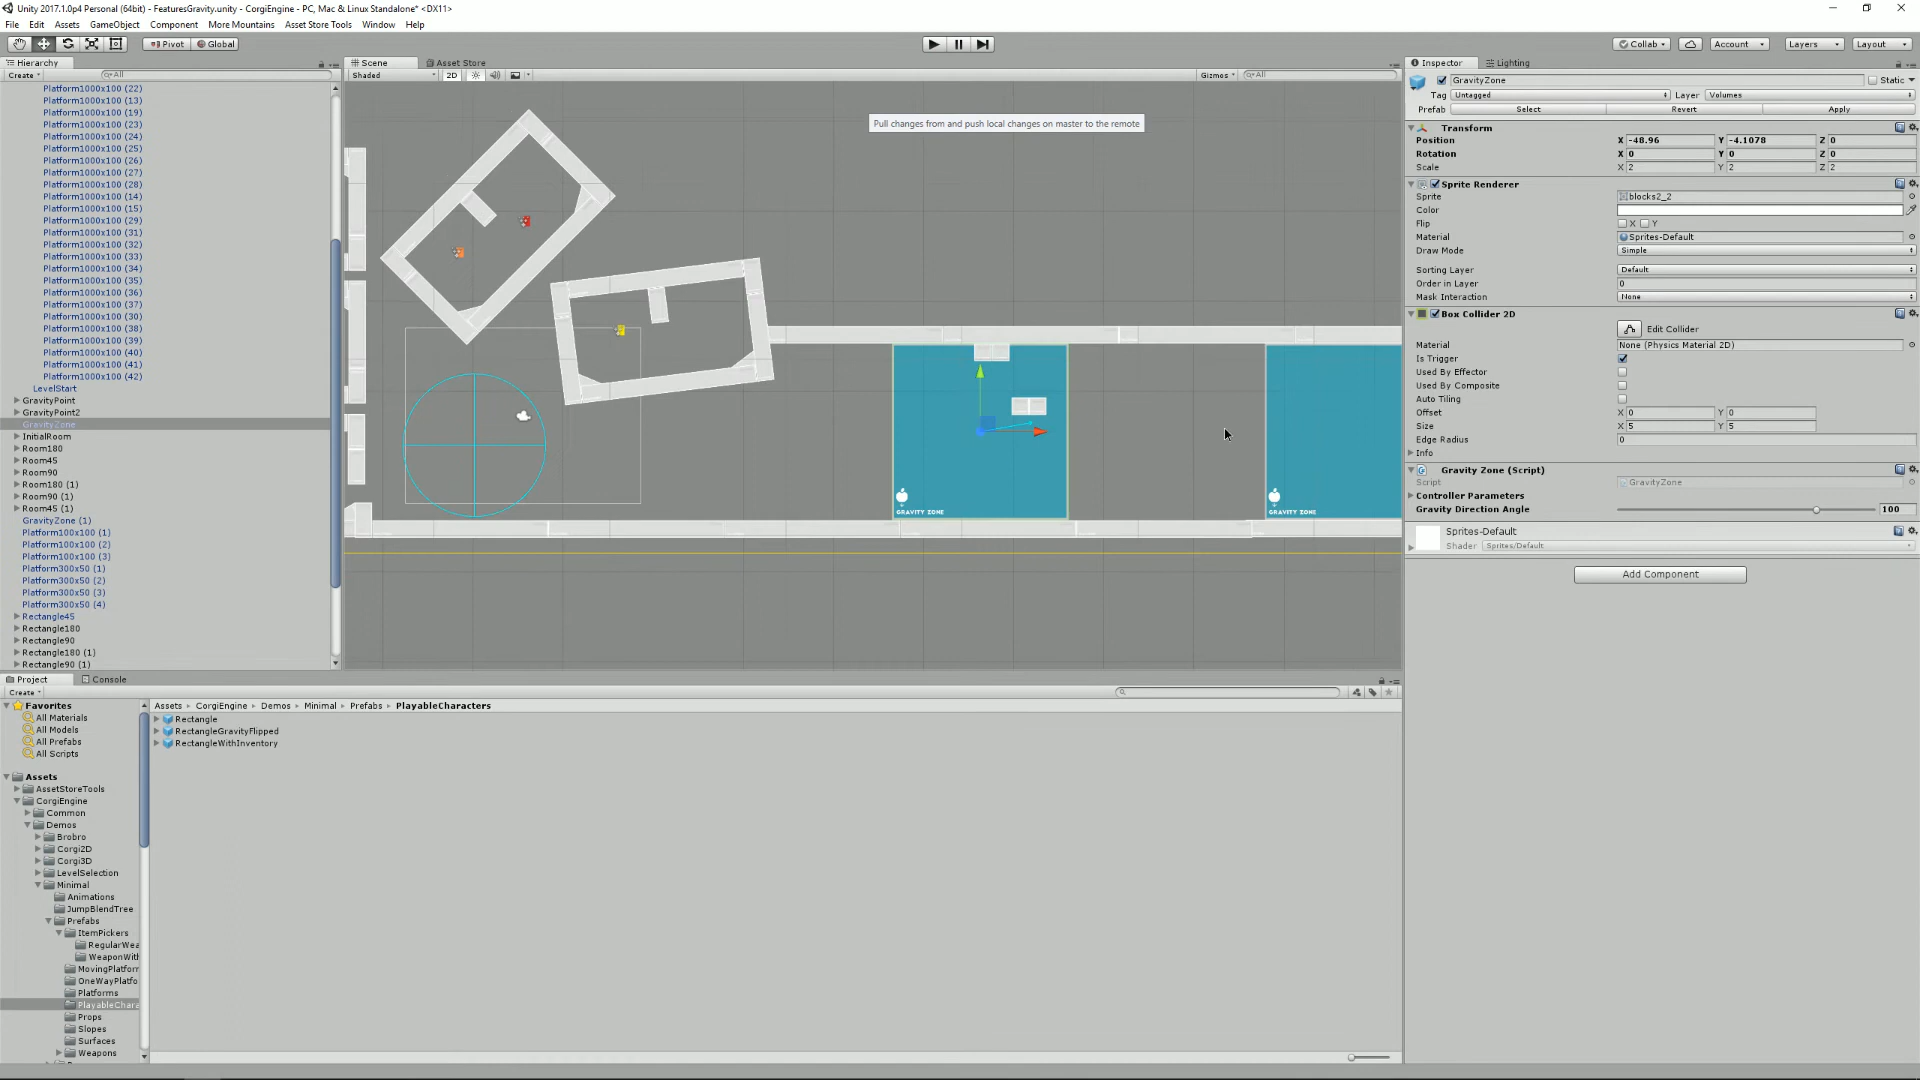 Unity 2017.1.0p4 Personal (64bit) - FeaturesGravity.unity - CorgiEngine - PC, Mac & Linux Standalone* <DX11>
File Edit Assets GameObject Component More Mountains Asset Store Tools Window Help
Pivot Global Collab Account Layers Layout
Hierarchy
Create All
Platform1000x100 (22)
Platform1000x100 (13)
Platform1000x100 (19)
Platform1000x100 (23)
Platform1000x100 (24)
Platform1000x100 (25)
Platform1000x100 (26)
Platform1000x100 (27)
Platform1000x100 (28)
Platform1000x100 (14)
Platform1000x100 (15)
Platform1000x100 (29)
Platform1000x100 (31)
Platform1000x100 (32)
Platform1000x100 (33)
Platform1000x100 (34)
Platform1000x100 (35)
Platform1000x100 (36)
Platform1000x100 (37)
Platform1000x100 (30)
Platform1000x100 (38)
Platform1000x100 (39)
Platform1000x100 (40)
Platform1000x100 (41)
Platform1000x100 (42)
LevelStart
GravityPoint
GravityPoint2
GravityZone
InitialRoom
Room180
Room45
Room90
Room180 (1)
Room90 (1)
Room45 (1)
GravityZone (1)
Platform100x100 (1)
Platform100x100 (2)
Platform100x100 (3)
Platform300x50 (1)
Platform300x50 (2)
Platform300x50 (3)
Platform300x50 (4)
Rectangle45
Rectangle180
Rectangle90
Rectangle180 (1)
Rectangle90 (1)
Scene Asset Store
Shaded 2D Gizmos All
Pull changes from and push local changes on master to the remote
GRAVITY ZONE
GRAVITY ZONE
Inspector Lighting
GravityZone Static
Tag Untagged Layer Volumes
Prefab Select Revert Apply
Transform
Position X -48.96 Y -4.1078 Z 0
Rotation X 0 Y 0 Z 0
Scale X 2 Y 2 Z 2
Sprite Renderer
Sprite blocks2_2
Color
Flip X Y
Material Sprites-Default
Draw Mode Simple
Sorting Layer Default
Order in Layer 0
Mask Interaction None
Box Collider 2D
Edit Collider
Material None (Physics Material 2D)
Is Trigger
Used By Effector
Used By Composite
Auto Tiling
Offset X 0 Y 0
Size X 5 Y 5
Edge Radius 0
Info
Gravity Zone (Script)
Script GravityZone
Controller Parameters
Gravity Direction Angle 100
Sprites-Default
Shader Sprites/Default
Add Component
Project Console
Create
Favorites
All Materials
All Models
All Prefabs
All Scripts
Assets
AssetStoreTools
CorgiEngine
Common
Demos
Brobro
Corgi2D
Corgi3D
LevelSelection
Minimal
Animations
JumpBlendTree
Prefabs
ItemPickers
RegularWea
WeaponWith
MovingPlatform
OneWayPlatfo
Platforms
PlayableChara
Props
Slopes
Surfaces
Weapons
Assets CorgiEngine Demos Minimal Prefabs PlayableCharacters
Rectangle
RectangleGravityFlipped
RectangleWithInventory